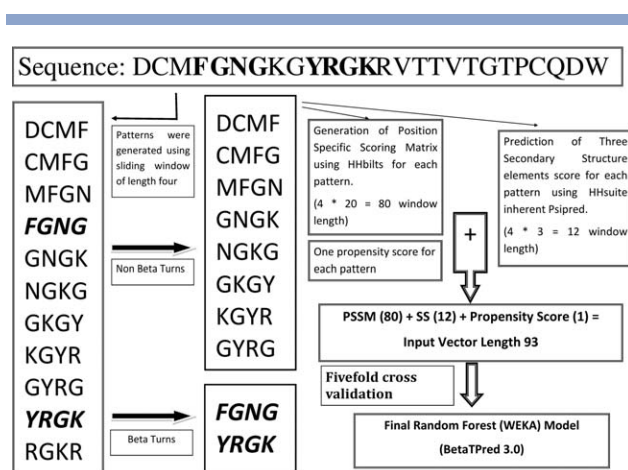 Sequence: DCMFGNGKGYRGKRVTTVTGTPCQDW
DCMF
CMFG
MFGN
FGNG
GNGK
NGKG
GKGY
KGYR
GYRG
YRGK
RGKR
Patterns were
generated using
sliding window
of length four
Non Beta Turns
Beta Turns
DCMF
CMFG
MFGN
GNGK
NGKG
GKGY
KGYR
GYRG
FGNG
YRGK
Generation of Position
Specific Scoring Matrix
using HHbilts for each
pattern.
(4 * 20 = 80 window
length)
One propensity score for
each pattern
+
Prediction of Three
Secondary Structure
elements score for each
pattern using HHsuite
inherent Psipred.
(4 * 3 = 12 window
length)
PSSM (80) + SS (12) + Propensity Score (1) =
Input Vector Length 93
Fivefold cross
validation
Final Random Forest (WEKA) Model
(BetaTPred 3.0)